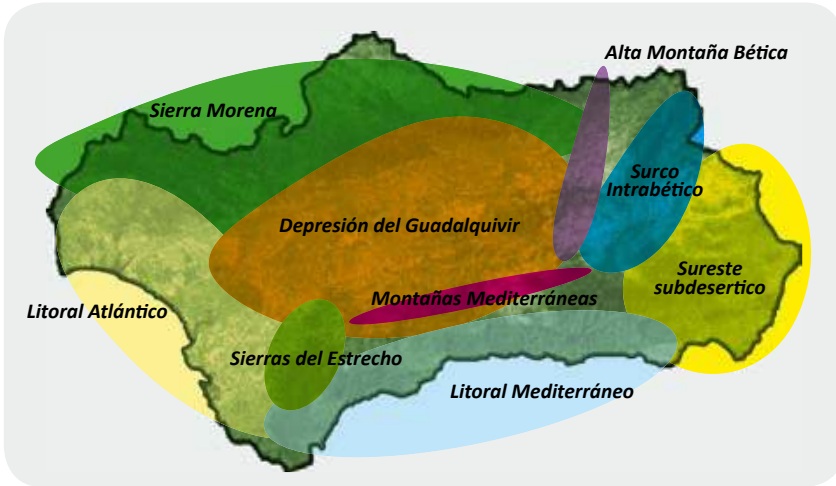 Alta Montaña Bética
Sierra Morena
Surco
Intrabético
Depresión del Guadalquivir
Sureste
subdesertico
Montañas Mediterráneas
Litoral Atlántico
Sierras del Estrecho
Litoral Mediterráneo